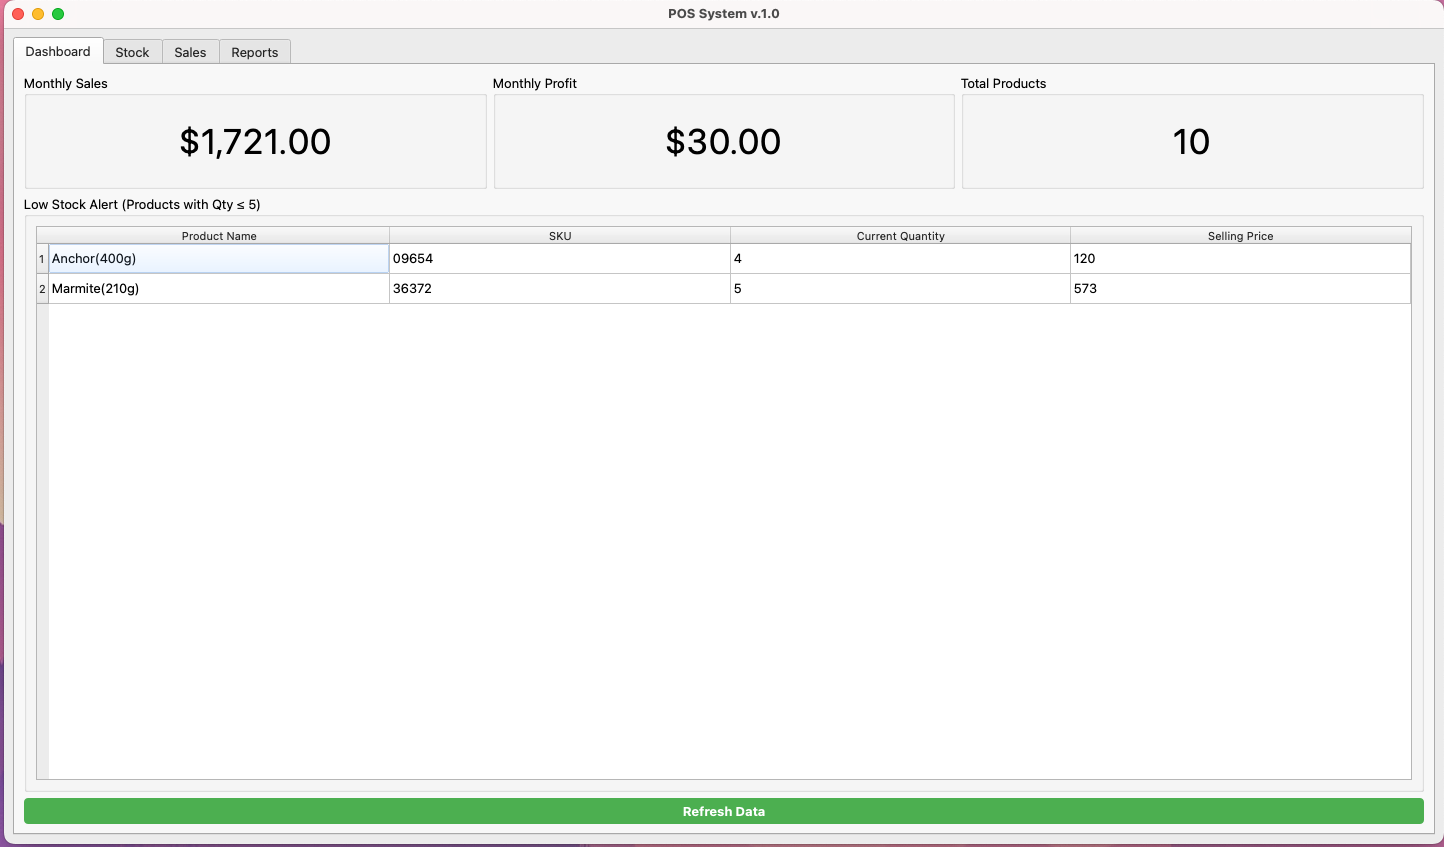 POS System v.1.0
Dashboard Stock Sales Reports
Monthly Sales Monthly Profit Total Products
$1,721.00 $30.00 10
Low Stock Alert (Products with Qty ≤ 5)
Product Name SKU Current Quantity Selling Price
1 Anchor(400g) 09654 4 120
2 Marmite(210g) 36372 5 573
Refresh Data